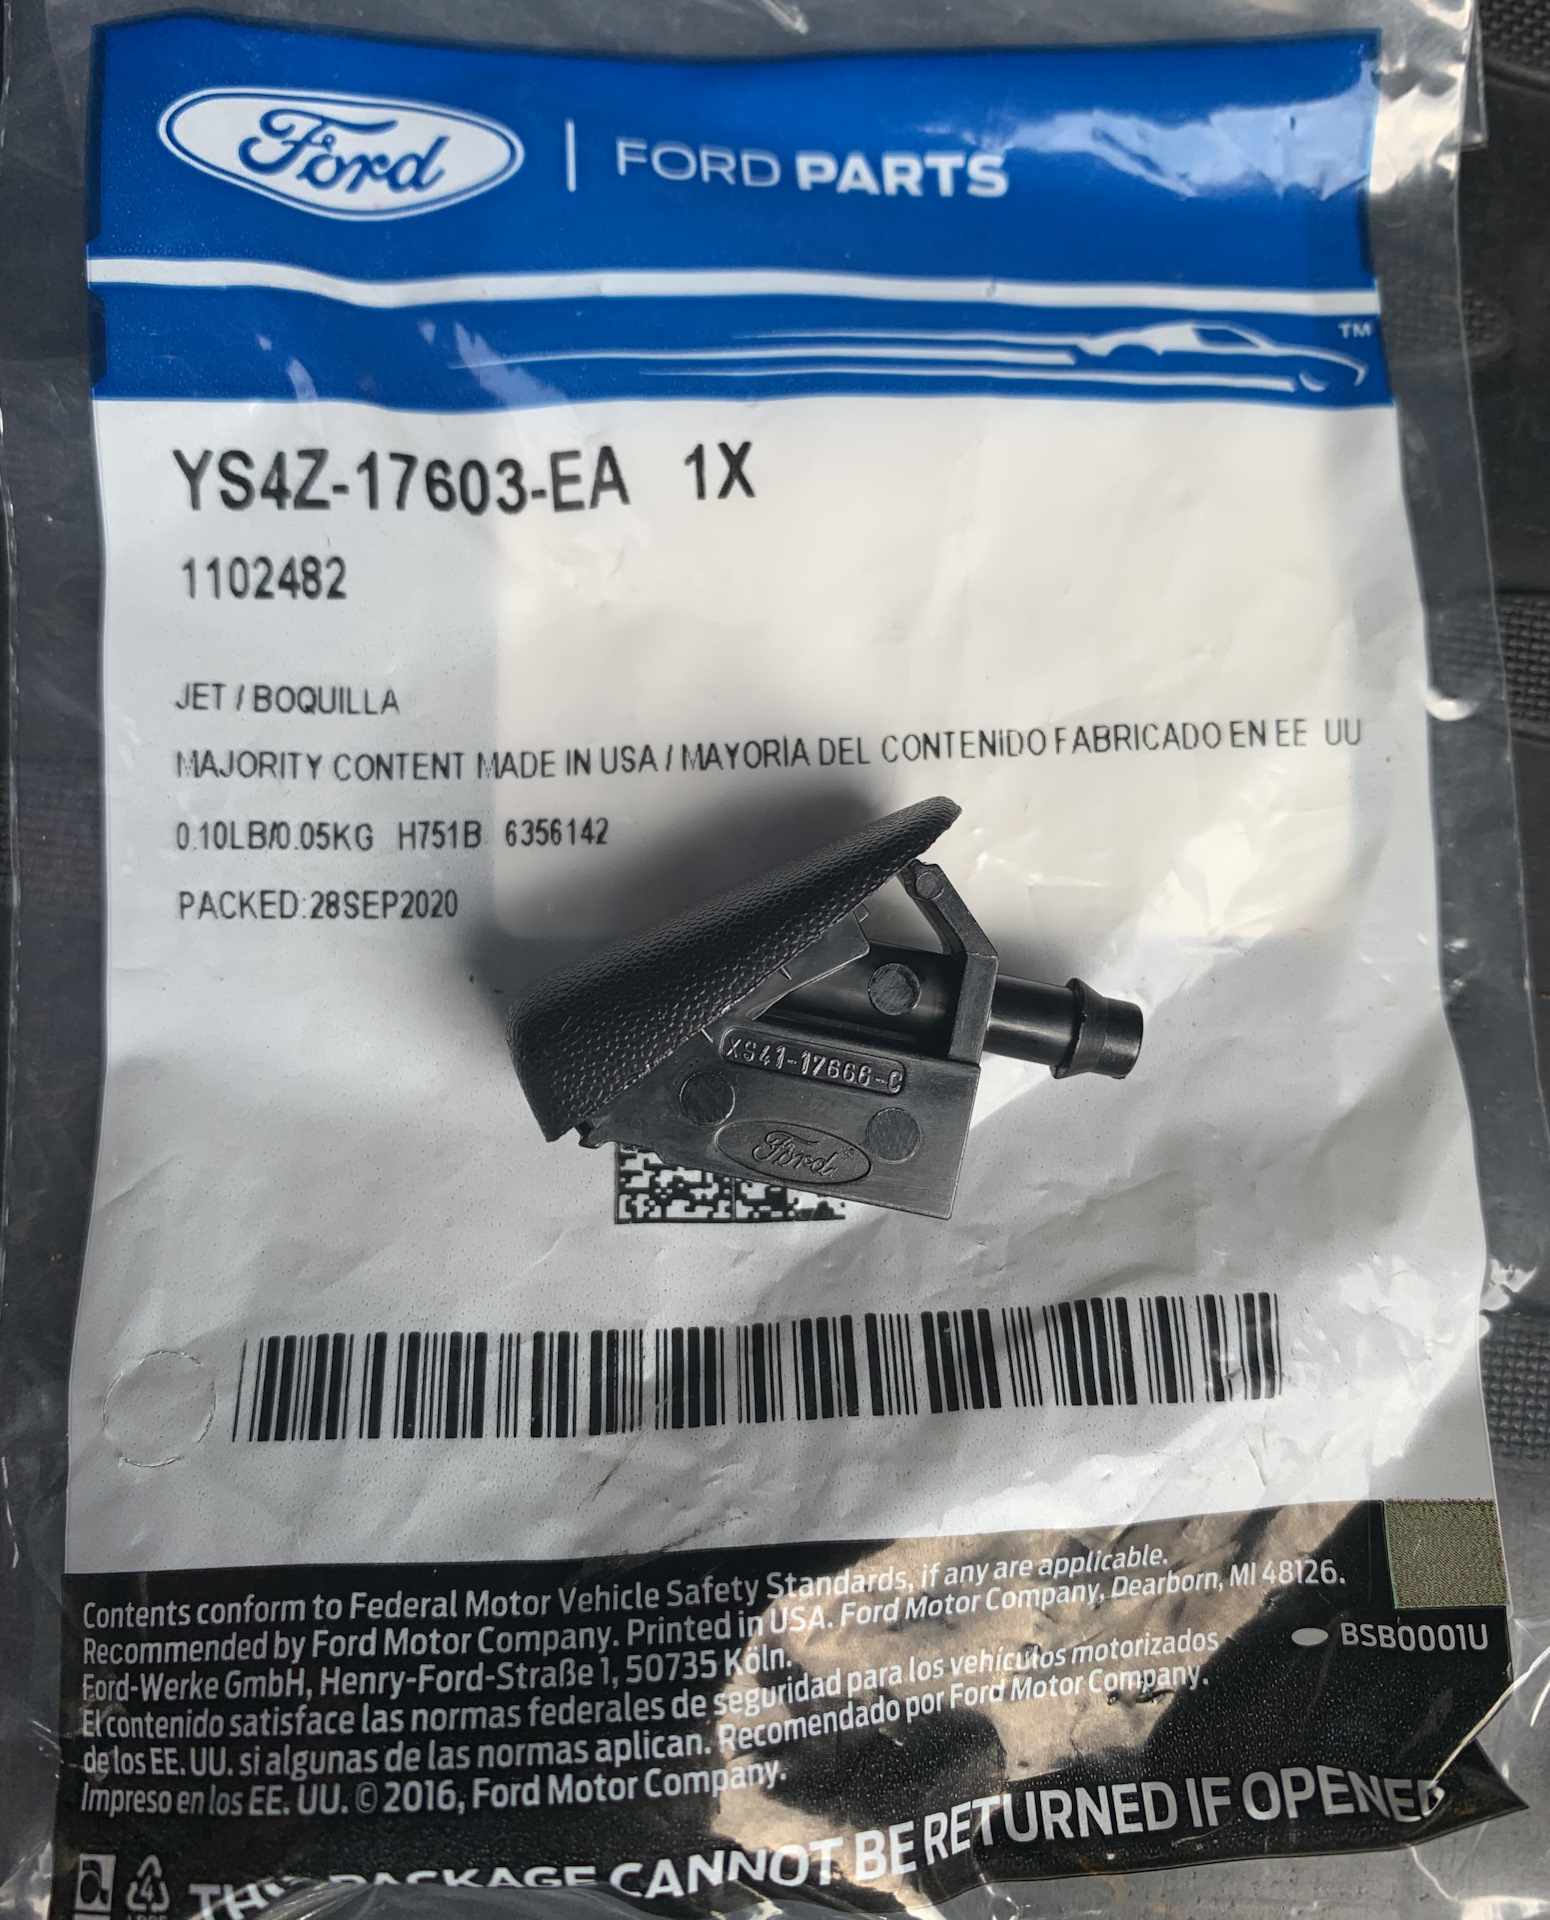 Ford | FORD PARTS
TM
YS4Z-17603-EA 1X
1102482
JET / BOQUILLA
MAJORITY CONTENT MADE IN USA / MAYORÍA DEL CONTENIDO FABRICADO EN EE UU
0.10LB/0.05KG H751B 6356142
PACKED:28SEP2020
XS41-17666-C
Ford
Contents conform to Federal Motor Vehicle Safety Standards, if any are applicable.
Recommended by Ford Motor Company. Printed in USA. Ford Motor Company, Dearborn, MI 48126.
Ford-Werke GmbH, Henry-Ford-Straße 1, 50735 Köln.
BSB0001U
El contenido satisface las normas federales de seguridad para los vehículos motorizados
de los EE. UU. si algunas de las normas aplican. Recomendado por Ford Motor Company.
Impreso en los EE. UU. © 2016, Ford Motor Company.
THIS PACKAGE CANNOT BE RETURNED IF OPENED
4